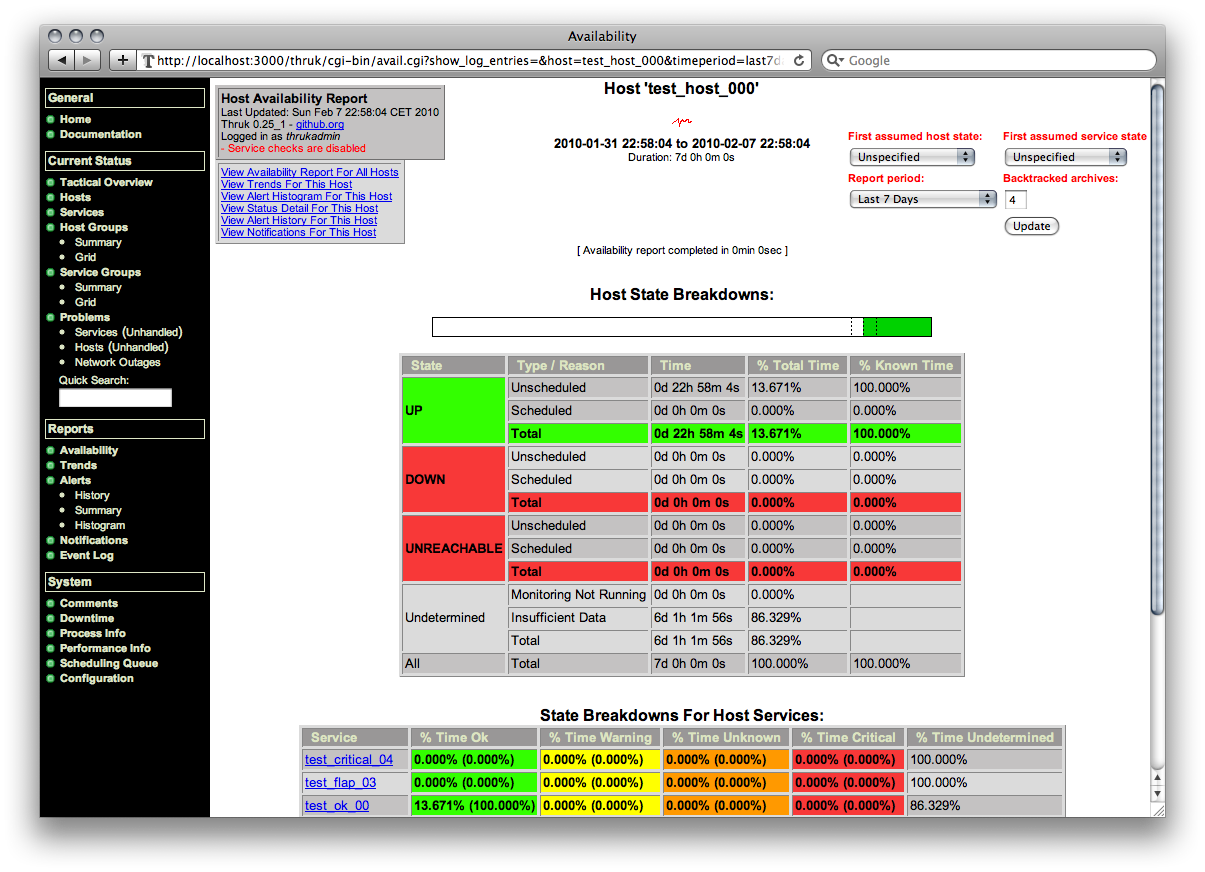 Availability
http://localhost:3000/thruk/cgi-bin/avail.cgi?show_log_entries=&host=test_host_000&timeperiod=last7d
Google
General
Home
Documentation
Current Status
Tactical Overview
Hosts
Services
Host Groups
Summary
Grid
Service Groups
Summary
Grid
Problems
Services (Unhandled)
Hosts (Unhandled)
Network Outages
Quick Search:
Reports
Availability
Trends
Alerts
History
Summary
Histogram
Notifications
Event Log
System
Comments
Downtime
Process Info
Performance Info
Scheduling Queue
Configuration
Host Availability Report
Last Updated: Sun Feb 7 22:58:04 CET 2010
Thruk 0.25_1 - github.org
Logged in as thrukadmin
- Service checks are disabled
View Availability Report For All Hosts
View Trends For This Host
View Alert Histogram For This Host
View Status Detail For This Host
View Alert History For This Host
View Notifications For This Host
Host 'test_host_000'
2010-01-31 22:58:04 to 2010-02-07 22:58:04
Duration: 7d 0h 0m 0s
First assumed host state: First assumed service state
Unspecified Unspecified
Report period: Backtracked archives:
Last 7 Days 4
Update
[ Availability report completed in 0min 0sec ]
Host State Breakdowns:
State Type / Reason Time % Total Time % Known Time
UP Unscheduled 0d 22h 58m 4s 13.671% 100.000%
Scheduled 0d 0h 0m 0s 0.000% 0.000%
Total 0d 22h 58m 4s 13.671% 100.000%
DOWN Unscheduled 0d 0h 0m 0s 0.000% 0.000%
Scheduled 0d 0h 0m 0s 0.000% 0.000%
Total 0d 0h 0m 0s 0.000% 0.000%
UNREACHABLE Unscheduled 0d 0h 0m 0s 0.000% 0.000%
Scheduled 0d 0h 0m 0s 0.000% 0.000%
Total 0d 0h 0m 0s 0.000% 0.000%
Undetermined Monitoring Not Running 0d 0h 0m 0s 0.000%
Insufficient Data 6d 1h 1m 56s 86.329%
Total 6d 1h 1m 56s 86.329%
All Total 7d 0h 0m 0s 100.000% 100.000%
State Breakdowns For Host Services:
Service % Time Ok % Time Warning % Time Unknown % Time Critical % Time Undetermined
test_critical_04 0.000% (0.000%) 0.000% (0.000%) 0.000% (0.000%) 0.000% (0.000%) 100.000%
test_flap_03 0.000% (0.000%) 0.000% (0.000%) 0.000% (0.000%) 0.000% (0.000%) 100.000%
test_ok_00 13.671% (100.000%) 0.000% (0.000%) 0.000% (0.000%) 0.000% (0.000%) 86.329%